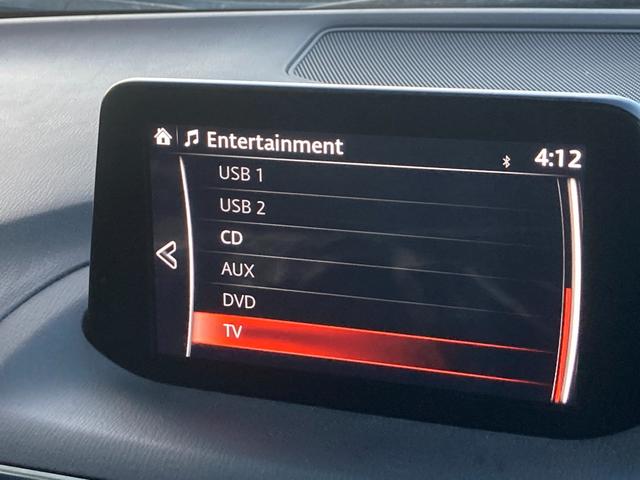 Entertainment
4:12
USB 1
USB 2
CD
AUX
DVD
TV